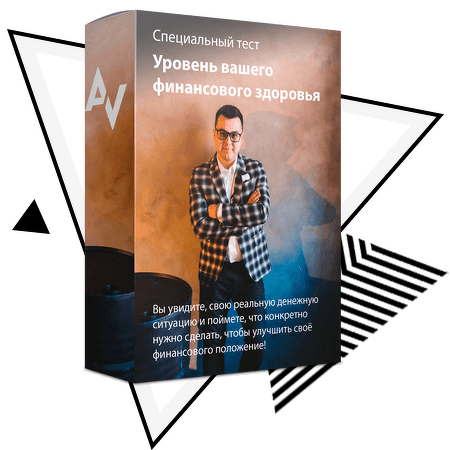 AV
Специальный тест
Уровень вашего
финансового здоровья
Вы увидите, свою реальную денежную
ситуацию и поймете, что конкретно
нужно сделать, чтобы улучшить своё
финансового положение!